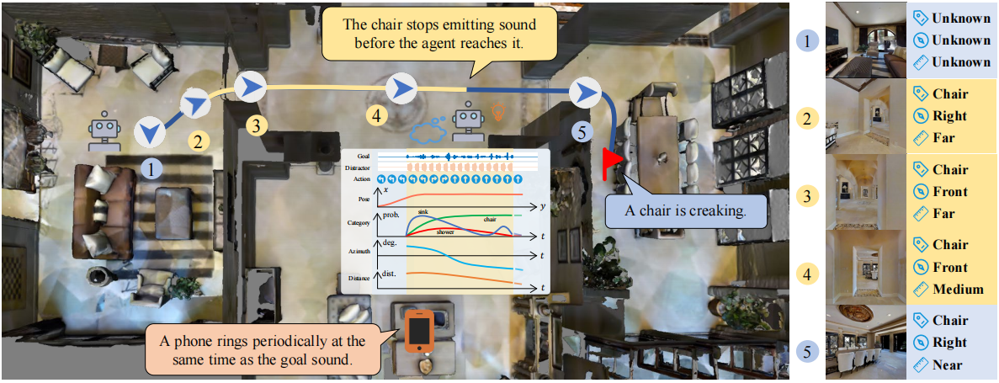 The chair stops emitting sound
before the agent reaches it.
1
2
3
4
5
Goal
Distractor
Action
Pose
x
y
Category
prob.
sink
chair
shower
t
Azimuth
deg.
t
Distance
dist.
t
A chair is creaking.
A phone rings periodically at the
same time as the goal sound.
1
Unknown
Unknown
Unknown
2
Chair
Right
Far
3
Chair
Front
Far
4
Chair
Front
Medium
5
Chair
Right
Near